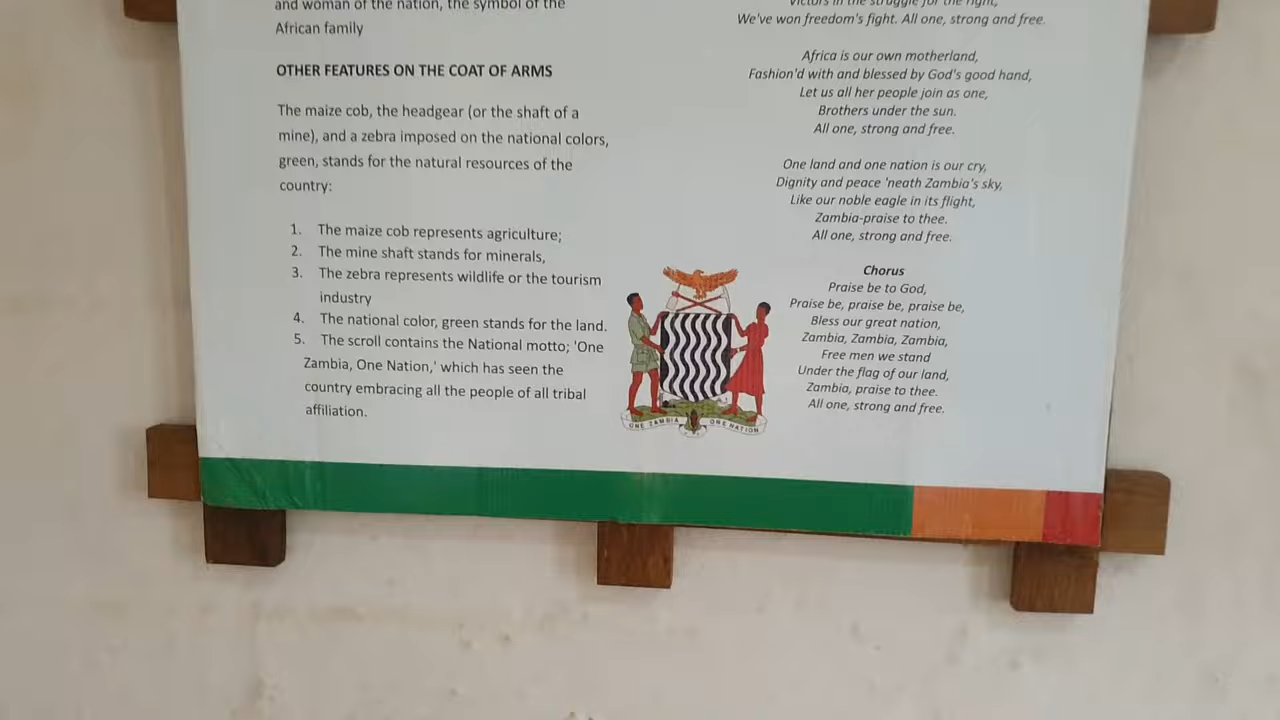 and woman of the nation, the symbol of the
African family
OTHER FEATURES ON THE COAT OF ARMS
The maize cob, the headgear (or the shaft of a
mine), and a zebra imposed on the national colors,
green, stands for the natural resources of the
country:
1. The maize cob represents agriculture;
2. The mine shaft stands for minerals,
3. The zebra represents wildlife or the tourism
industry
4. The national color, green stands for the land.
5. The scroll contains the National motto; 'One
Zambia, One Nation,' which has seen the
country embracing all the people of all tribal
affiliation.
Victors in the struggle for the right,
We've won freedom's fight. All one, strong and free.
Africa is our own motherland,
Fashion'd with and blessed by God's good hand,
Let us all her people join as one,
Brothers under the sun.
All one, strong and free.
One land and one nation is our cry,
Dignity and peace 'neath Zambia's sky,
Like our noble eagle in its flight,
Zambia-praise to thee.
All one, strong and free.
Chorus
Praise be to God,
Praise be, praise be, praise be,
Bless our great nation,
Zambia, Zambia, Zambia,
Free men we stand
Under the flag of our land,
Zambia, praise to thee.
All one, strong and free.
ONE ZAMBIA ONE NATION